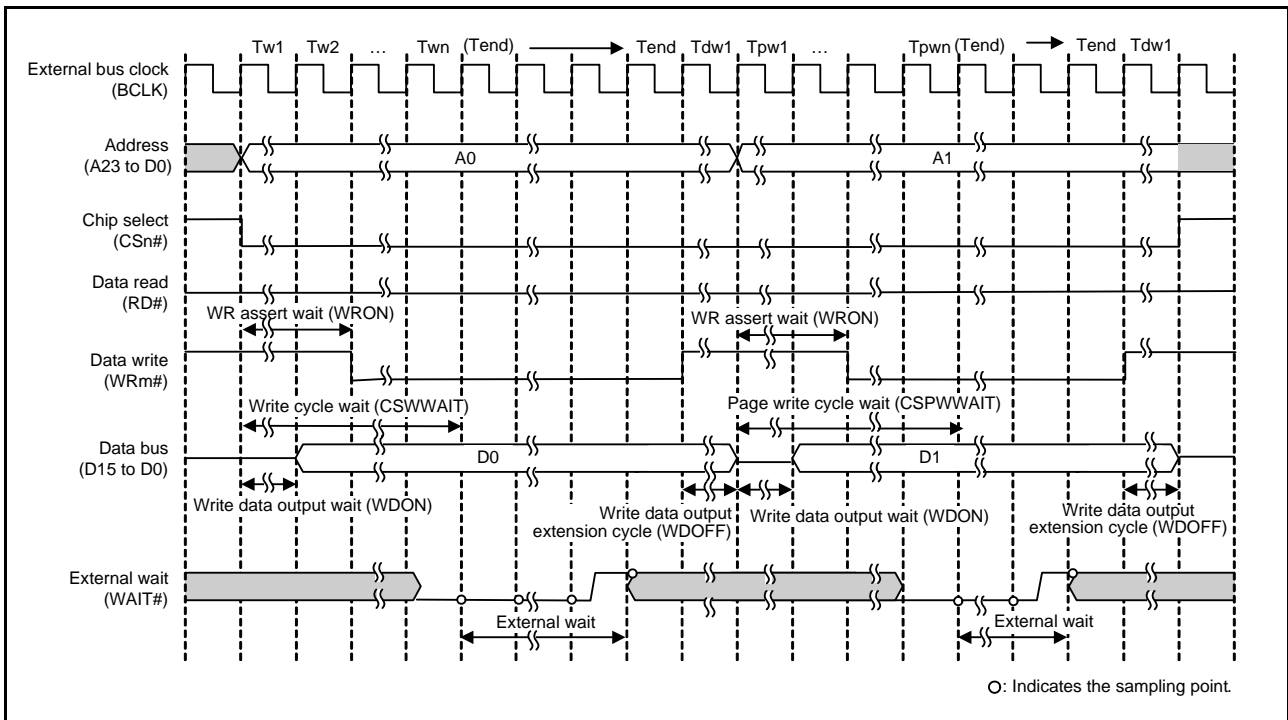 Tw1 Tw2 … Twn (Tend) Tend Tdw1 Tpw1 … Tpwn (Tend) Tend Tdw1
External bus clock
(BCLK)
Address
(A23 to D0)
A0 A1
Chip select
(CSn#)
Data read
(RD#)
WR assert wait (WRON) WR assert wait (WRON)
Data write
(WRm#)
Write cycle wait (CSWWAIT) Page write cycle wait (CSPWWAIT)
Data bus
(D15 to D0)
D0 D1
Write data output wait (WDON)
Write data output
extension cycle (WDOFF)
Write data output wait (WDON)
Write data output
extension cycle (WDOFF)
External wait
(WAIT#)
External wait External wait
: Indicates the sampling point.